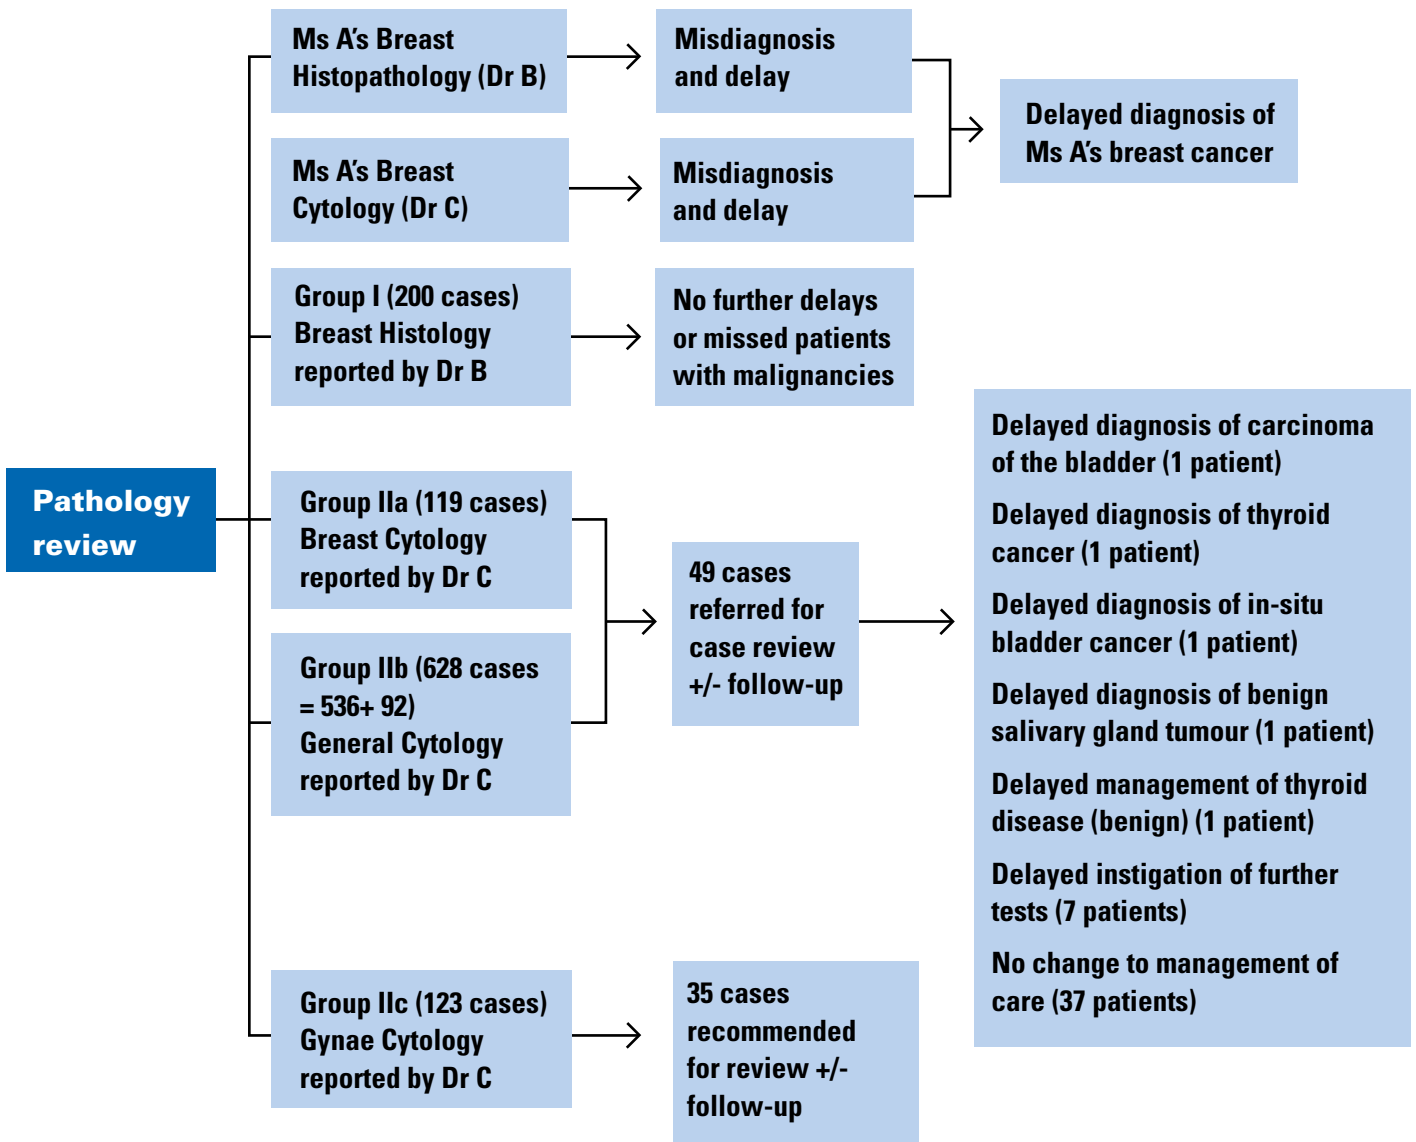 Pathology
review
Ms A's Breast
Histopathology (Dr B)
Misdiagnosis
and delay
Ms A's Breast
Cytology (Dr C)
Misdiagnosis
and delay
Delayed diagnosis of
Ms A's breast cancer
Group I (200 cases)
Breast Histology
reported by Dr B
No further delays
or missed patients
with malignancies
Group IIa (119 cases)
Breast Cytology
reported by Dr C
Group IIb (628 cases
= 536+ 92)
General Cytology
reported by Dr C
49 cases
referred for
case review
+/- follow-up
Delayed diagnosis of carcinoma
of the bladder (1 patient)
Delayed diagnosis of thyroid
cancer (1 patient)
Delayed diagnosis of in-situ
bladder cancer (1 patient)
Delayed diagnosis of benign
salivary gland tumour (1 patient)
Delayed management of thyroid
disease (benign) (1 patient)
Delayed instigation of further
tests (7 patients)
No change to management of
care (37 patients)
Group IIc (123 cases)
Gynae Cytology
reported by Dr C
35 cases
recommended
for review +/-
follow-up